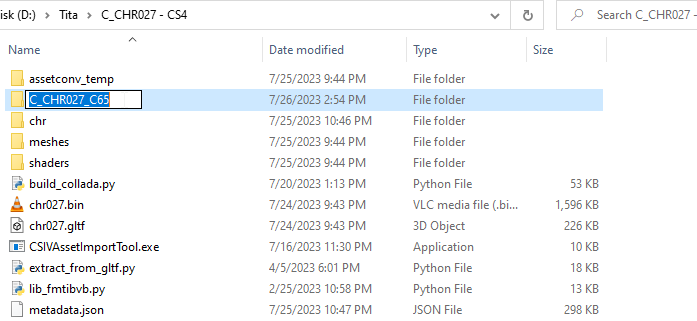 isk (D:) > Tita > C_CHR027 - CS4 Search C_CHR027 -
Name Date modified Type Size
assetconv_temp 7/25/2023 9:44 PM File folder
C_CHR027_C65 7/26/2023 2:54 PM File folder
chr 7/25/2023 10:46 PM File folder
meshes 7/25/2023 9:44 PM File folder
shaders 7/25/2023 9:44 PM File folder
build_collada.py 7/20/2023 1:13 PM Python File 53 KB
chr027.bin 7/24/2023 9:43 PM VLC media file (.bi... 1,596 KB
chr027.gltf 7/24/2023 9:43 PM 3D Object 226 KB
CSIVAssetImportTool.exe 7/16/2023 11:30 PM Application 10 KB
extract_from_gltf.py 4/5/2023 6:01 PM Python File 18 KB
lib_fmtibvb.py 2/25/2023 10:58 PM Python File 13 KB
metadata.json 7/25/2023 10:47 PM JSON File 298 KB